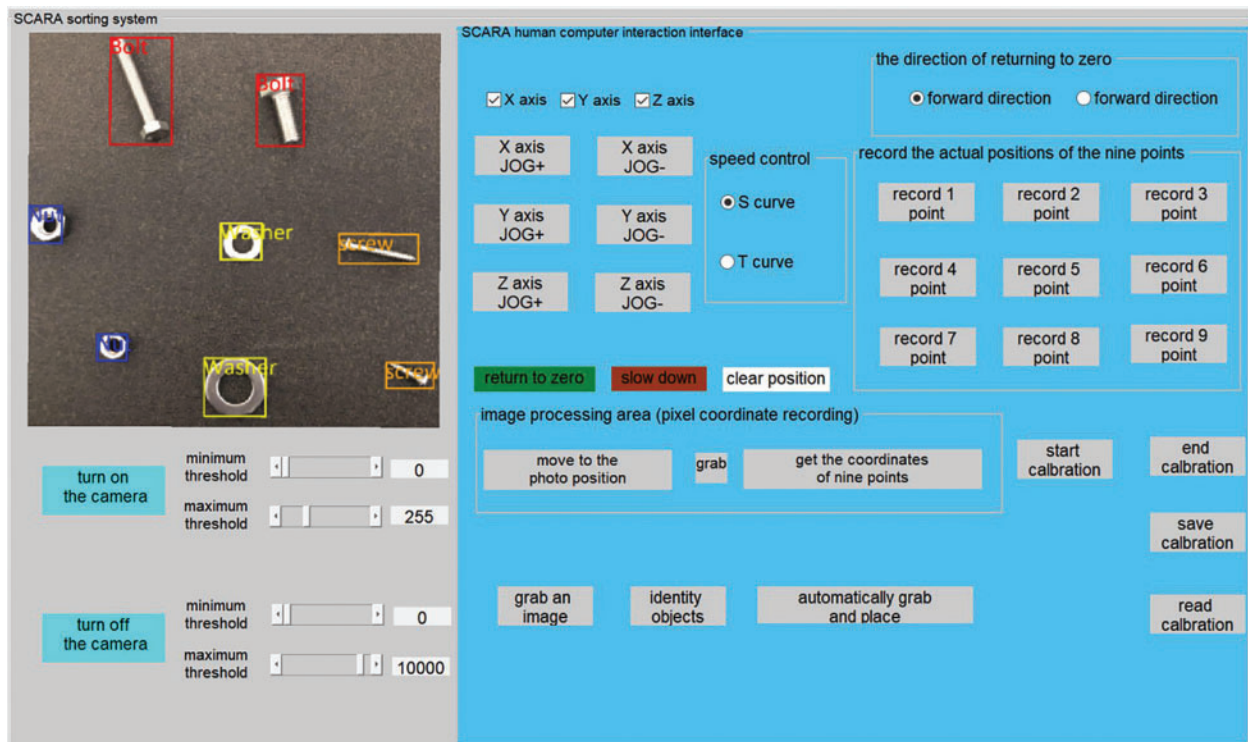 SCARA sorting system
Bolt
Bolt
Nut
Washer
screw
Nut
Washer
screw
turn on
the camera
minimum
threshold
0
maximum
threshold
255
turn off
the camera
minimum
threshold
0
maximum
threshold
10000
SCARA human computer interaction interface
X axis
Y axis
Z axis
the direction of returning to zero
forward direction
forward direction
X axis
JOG+
X axis
JOG-
Y axis
JOG+
Y axis
JOG-
Z axis
JOG+
Z axis
JOG-
speed control
S curve
T curve
record the actual positions of the nine points
record 1
point
record 2
point
record 3
point
record 4
point
record 5
point
record 6
point
record 7
point
record 8
point
record 9
point
return to zero
slow down
clear position
image processing area (pixel coordinate recording)
move to the
photo position
grab
get the coordinates
of nine points
start
calbration
end
calbration
save
calbration
grab an
image
identity
objects
automatically grab
and place
read
calbration